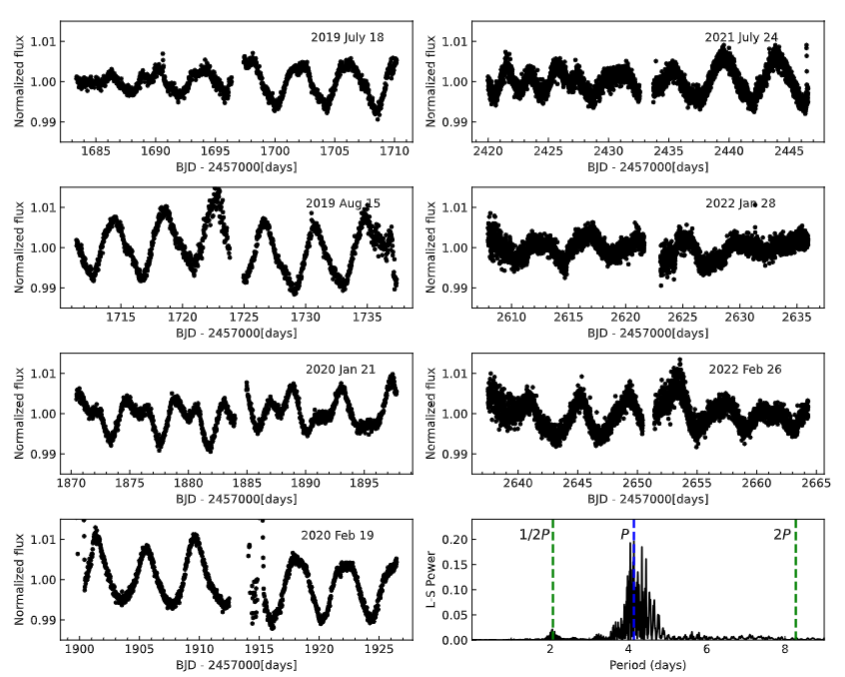 2019 July 18
Normalized flux
1.01
1.00
0.99
1685 1690 1695 1700 1705 1710
BJD - 2457000[days]
2021 July 24
Normalized flux
1.01
1.00
0.99
2420 2425 2430 2435 2440 2445
BJD - 2457000[days]
2019 Aug 15
Normalized flux
1.01
1.00
0.99
1715 1720 1725 1730 1735
BJD - 2457000[days]
2022 Jan 28
Normalized flux
1.01
1.00
0.99
2610 2615 2620 2625 2630 2635
BJD - 2457000[days]
2020 Jan 21
Normalized flux
1.01
1.00
0.99
1870 1875 1880 1885 1890 1895
BJD - 2457000[days]
2022 Feb 26
Normalized flux
1.01
1.00
0.99
2640 2645 2650 2655 2660 2665
BJD - 2457000[days]
2020 Feb 19
Normalized flux
1.01
1.00
0.99
1900 1905 1910 1915 1920 1925
BJD - 2457000[days]
1/2P P 2P
L-S Power
0.20
0.15
0.10
0.05
0.00
2 4 6 8
Period (days)